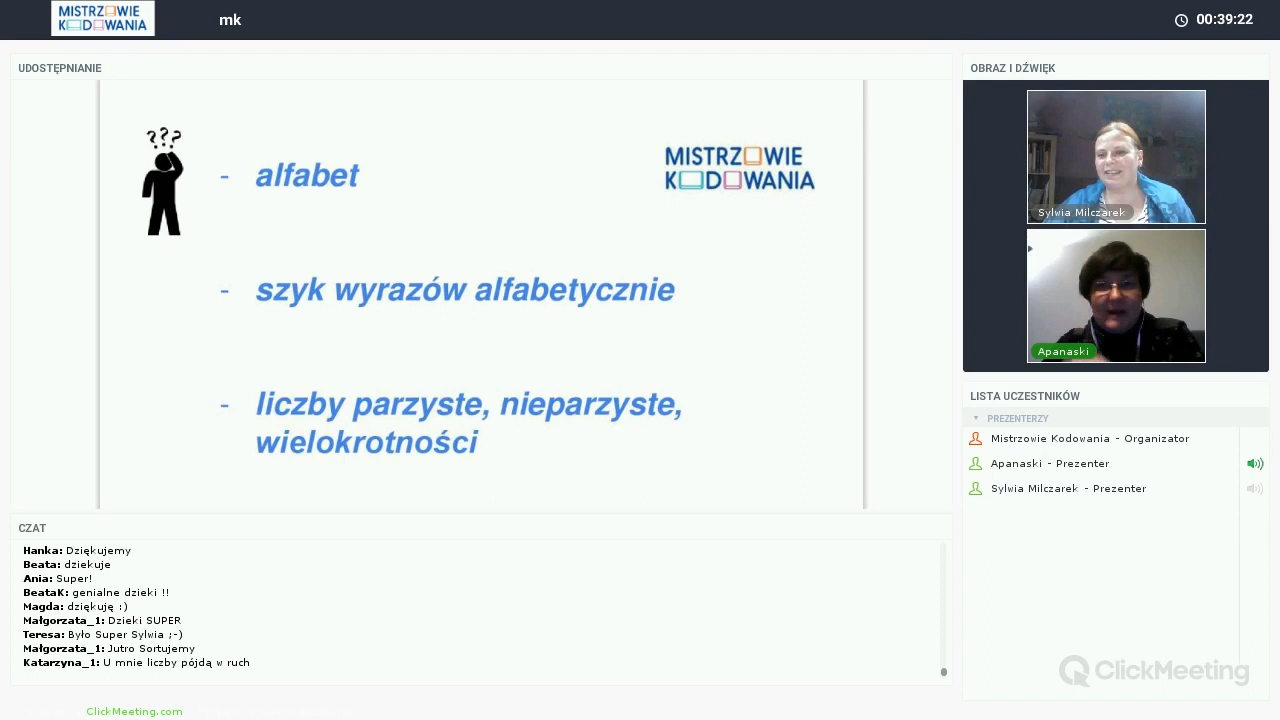 MISTRZOWIE
KODOWANIA
mk
00:39:22
UDOSTĘPNIANIE
???
- alfabet
MISTRZOWIE
KODOWANIA
- szyk wyrazów alfabetycznie
- liczby parzyste, nieparzyste,
wielokrotności
CZAT
Hanka: Dziękujemy
Beata: dziekuje
Ania: Super!
BeataK: genialne dzieki !!
Magda: dziękuję :)
Małgorzata_1: Dzieki SUPER
Teresa: Było Super Sylwia ;-)
Małgorzata_1: Jutro Sortujemy
Katarzyna_1: U mnie liczby pójdą w ruch
ClickMeeting.com
OBRAZ I DŹWIĘK
Sylwia Milczarek
Apanaski
LISTA UCZESTNIKÓW
PREZENTERZY
Mistrzowie Kodowania - Organizator
Apanaski - Prezenter
Sylwia Milczarek - Prezenter
ClickMeeting